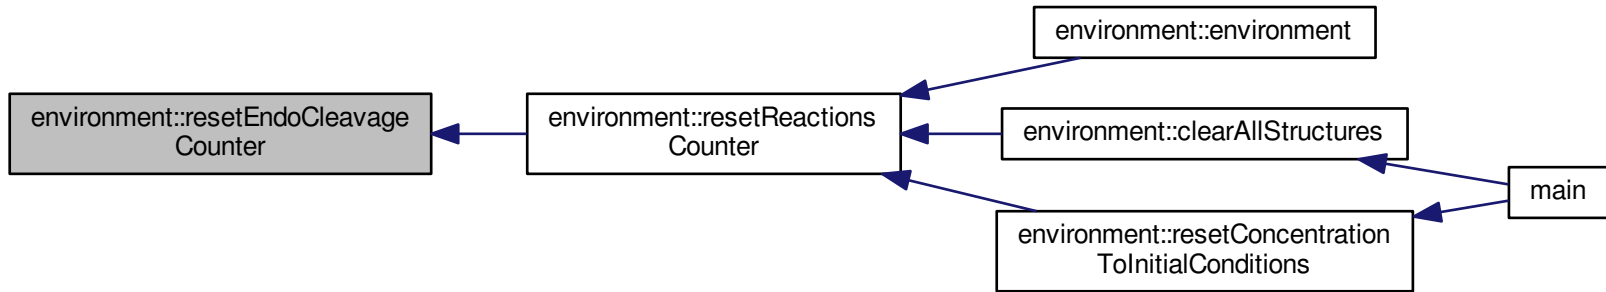 environment::resetEndoCleavage
Counter
environment::resetReactions
Counter
environment::environment
environment::clearAllStructures
environment::resetConcentration
ToInitialConditions
main